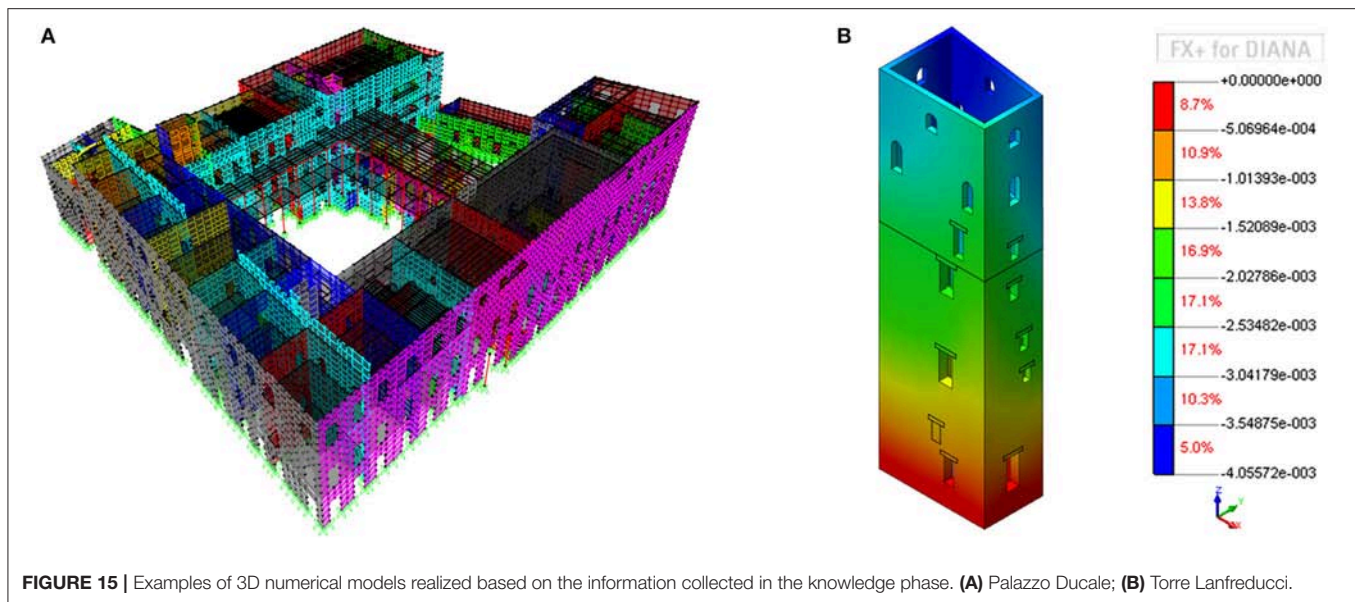 A
B
FX+ for DIANA
+0.00000e+000
8.7%
-5.06964e-004
10.9%
-1.01393e-003
13.8%
-1.52089e-003
16.9%
-2.02786e-003
17.1%
-2.53482e-003
17.1%
-3.04179e-003
10.3%
-3.54875e-003
5.0%
-4.05572e-003
Z
Y
X
FIGURE 15 | Examples of 3D numerical models realized based on the information collected in the knowledge phase. (A) Palazzo Ducale; (B) Torre Lanfreducci.